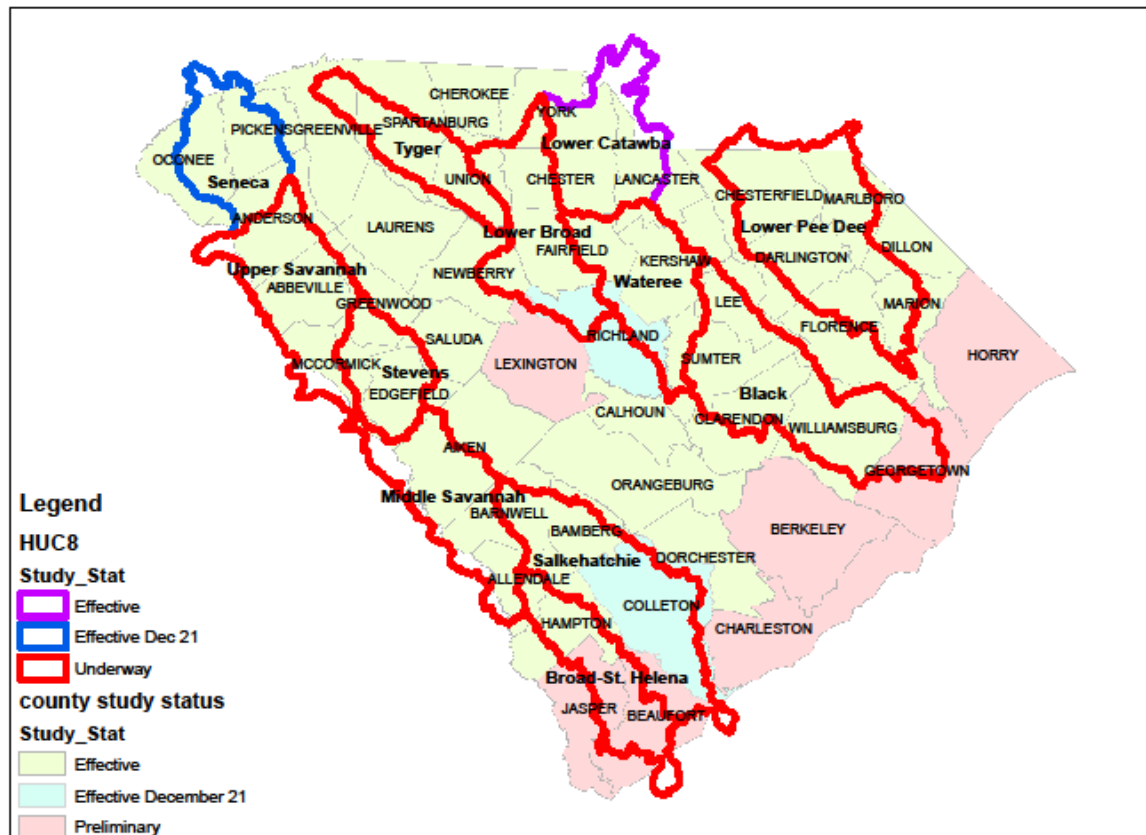 CHEROKEE
YORK
PICKENS
GREENVILLE
SPARTANBURG
Lower Catawba
Tyger
OCONEE
Seneca
UNION
CHESTER
LANCASTER
CHESTERFIELD
MARLBORO
ANDERSON
LAURENS
Lower Broad
FAIRFIELD
Lower Pee Dee
DILLON
Upper Savannah
ABBEVILLE
NEWBERRY
KERSHAW
DARLINGTON
Wateree
GREENWOOD
LEE
MARION
SALUDA
RICHLAND
FLORENCE
HORRY
MCCORMICK
LEXINGTON
SUMTER
Stevens
EDGEFIELD
Black
CALHOUN
CLARENDON
WILLIAMSBURG
AIKEN
GEORGETOWN
ORANGEBURG
Middle Savannah
BARNWELL
BAMBERG
BERKELEY
Salkehatchie
DORCHESTER
ALLENDALE
COLLETON
HAMPTON
CHARLESTON
Broad-St. Helena
JASPER
BEAUFORT
Legend
HUC8
Study_Stat
Effective
Effective Dec 21
Underway
county study status
Study_Stat
Effective
Effective December 21
Preliminary